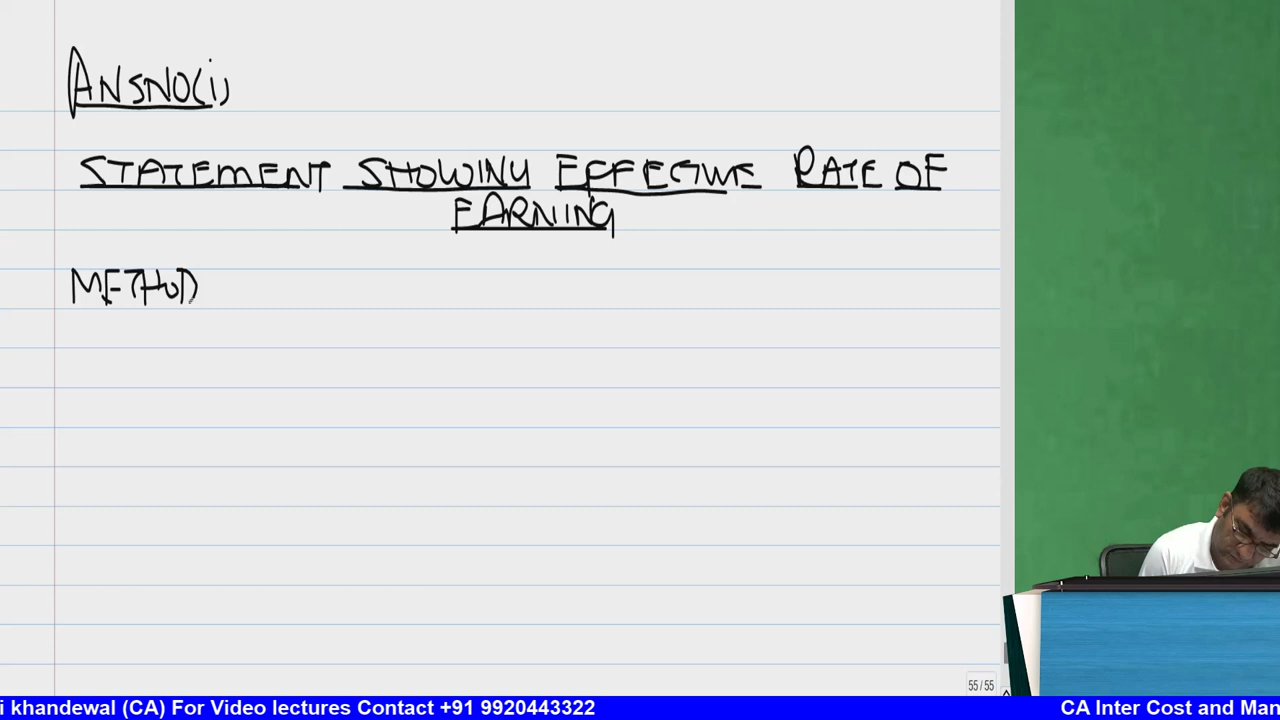 ANSNO(i)
STATEMENT SHOWING EFFECTIVE RATE OF
EARNING
METHOD
55/55
i khandewal (CA) For Video lectures Contact +91 9920443322
CA Inter Cost and Man